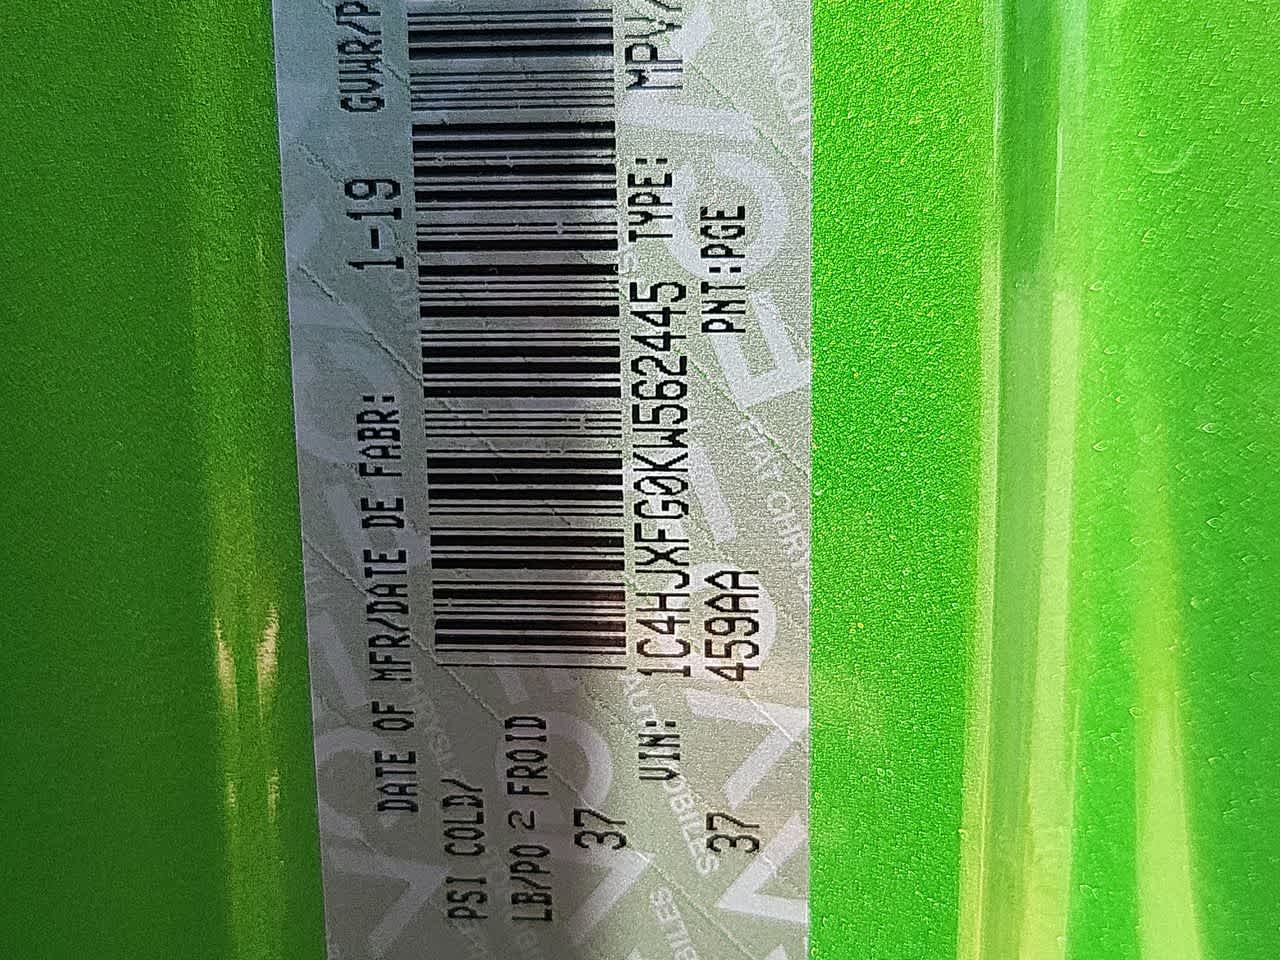 DATE OF MFR/DATE DE FABR: 1-19 GVWR/P
PSI COLD/
LB/PO 2 FROID
37
VIN: 1C4HJXFG0KW562445 TYPE: MPV/
459AA PNT:PGE
37